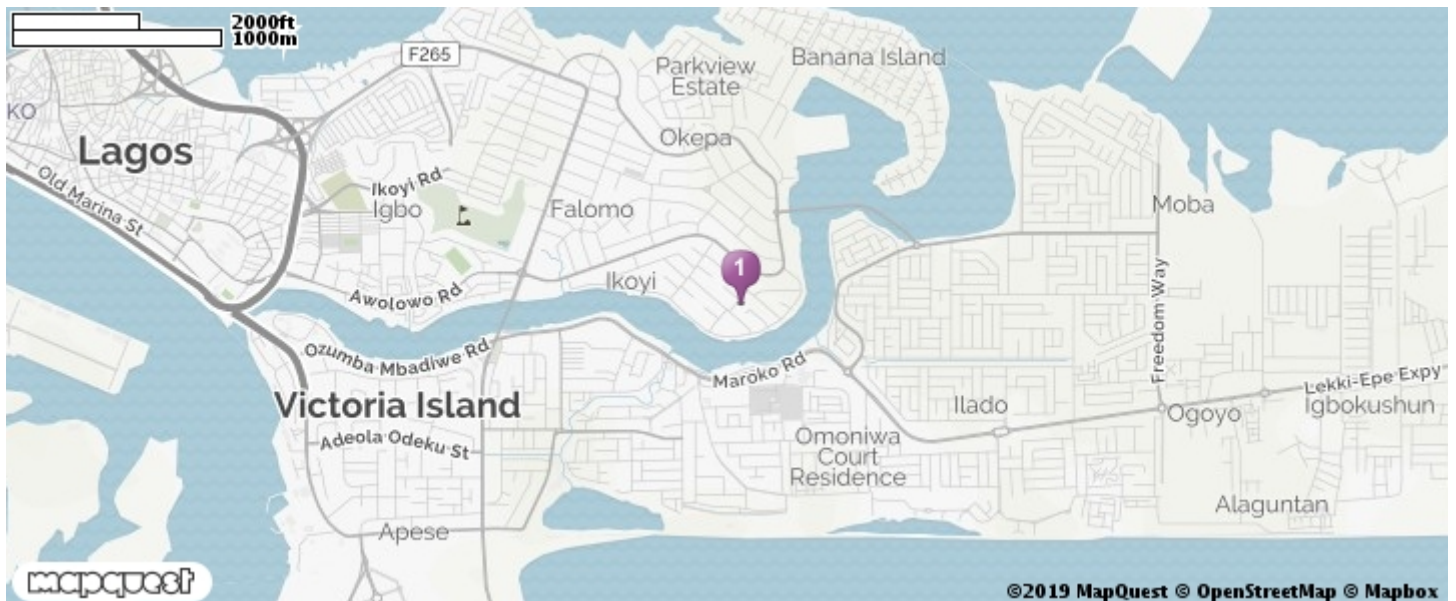 2000ft
1000m
F265
Banana Island
Parkview
Estate
KO
Okepa
Lagos
Old Marina St
Ikoyi Rd
Igbo
Falomo
Moba
1
Ikoyi
Awolowo Rd
Freedom Way
Ozumba Mbadiwe Rd
Maroko Rd
Lekki-Epe Expy
Victoria Island
Ilado
Ogoyo
Igbokushun
Adeola Odeku St
Omoniwa
Court
Residence
Alaguntan
Apese
mapquest
©2019 MapQuest © OpenStreetMap © Mapbox